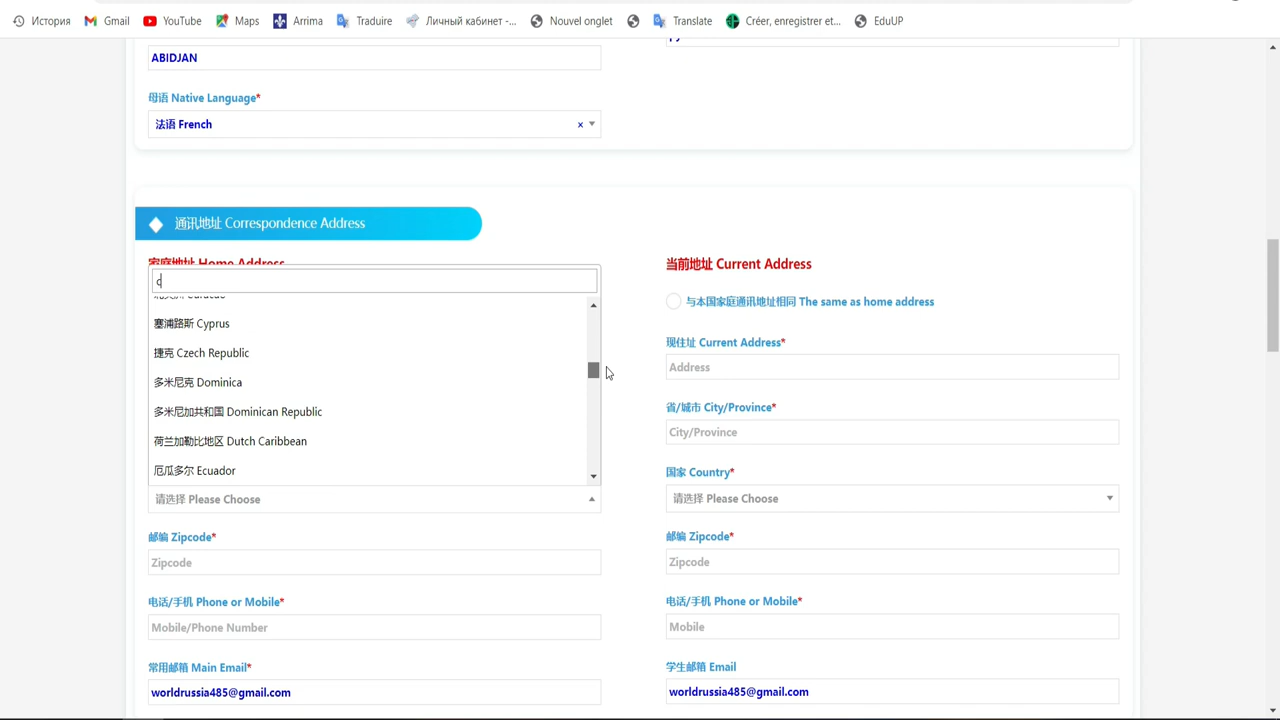 История
Gmail
YouTube
Maps
Arrima
Traduire
Личный кабинет -...
Nouvel onglet
Translate
Créer, enregistrer et...
EduUP
ABIDJAN
母语 Native Language*
法语 French
×
通讯地址 Correspondence Address
家庭地址 Home Address
当前地址 Current Address
c
与本国家庭通讯地址相同 The same as home address
塞浦路斯 Cyprus
现住址 Current Address*
捷克 Czech Republic
Address
多米尼克 Dominica
省/城市 City/Province*
多米尼加共和国 Dominican Republic
City/Province
荷兰加勒比地区 Dutch Caribbean
厄瓜多尔 Ecuador
国家 Country*
请选择 Please Choose
请选择 Please Choose
邮编 Zipcode*
邮编 Zipcode*
Zipcode
Zipcode
电话/手机 Phone or Mobile*
电话/手机 Phone or Mobile*
Mobile/Phone Number
Mobile
常用邮箱 Main Email*
学生邮箱 Email
worldrussia485@gmail.com
worldrussia485@gmail.com